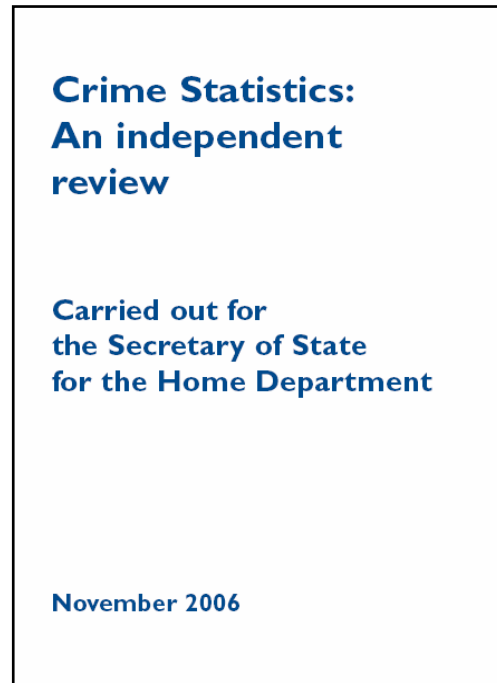 Crime Statistics:
An independent
review
Carried out for
the Secretary of State
for the Home Department
November 2006